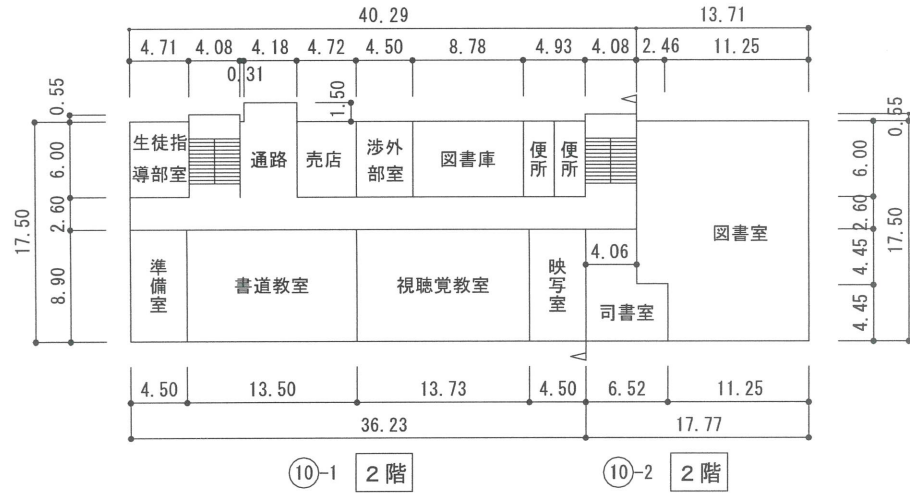 40.29 13.71
4.71 4.08 4.18 4.72 4.50 8.78 4.93 4.08 2.46 11.25
0.31
0.55 1.50 0.55
生徒指
導部室
通路
売店
渉外
部室
図書庫
便所
便所
6.00 6.00
17.50 2.60 2.60 17.50
図書室
4.06
準備室
書道教室
視聴覚教室
映写室
司書室
8.90 4.45
4.45
4.50 13.50 13.73 4.50 6.52 11.25
36.23 17.77
⑩-1 2階 ⑩-2 2階